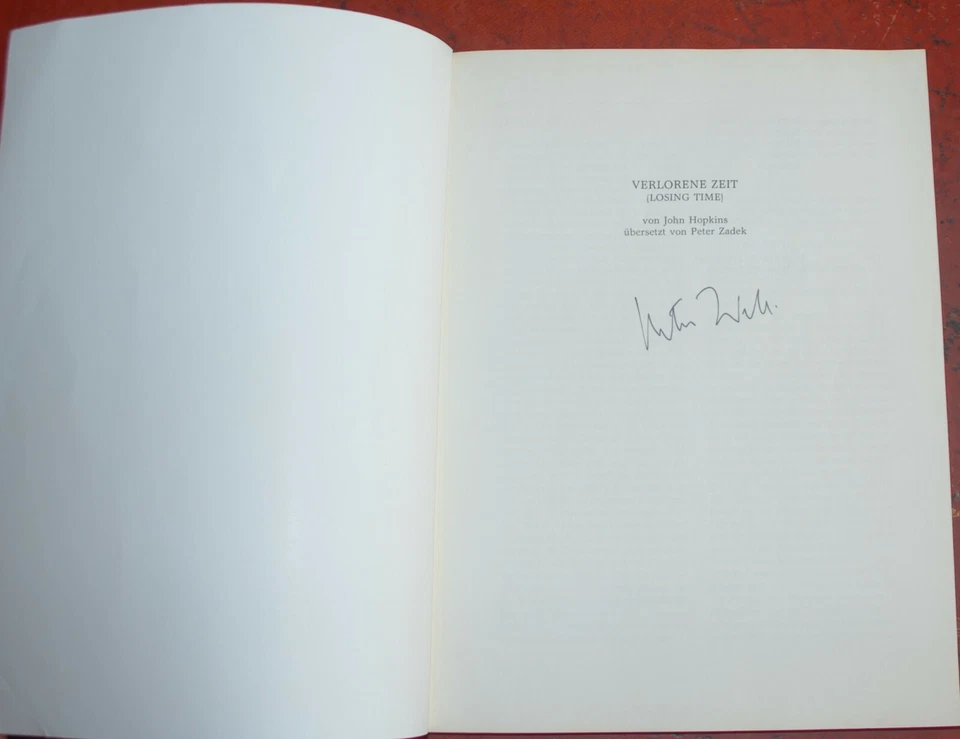 VERLORENE ZEIT
(LOSING TIME)
von John Hopkins
übersetzt von Peter Zadek